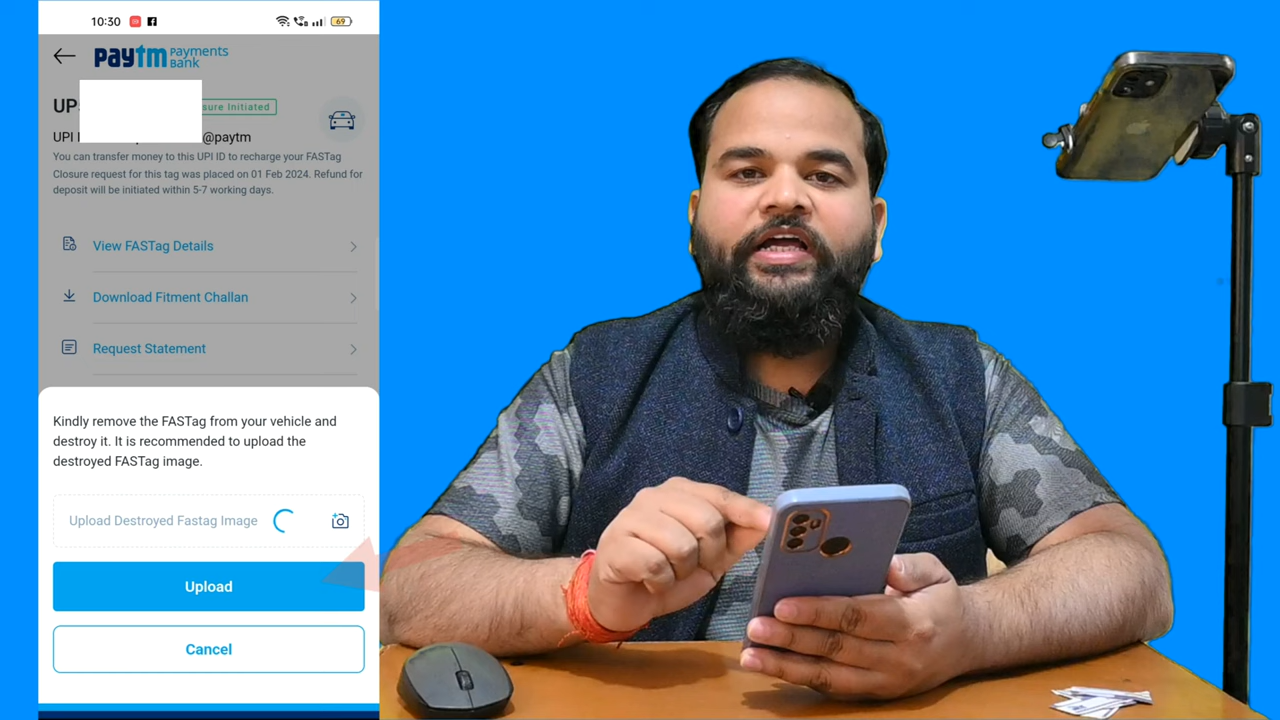 10:30
69
paytm Payments
Bank
UP
sure Initiated
UPI @paytm
You can transfer money to this UPI ID to recharge your FASTag
Closure request for this tag was placed on 01 Feb 2024. Refund for
deposit will be initiated within 5-7 working days.
View FASTag Details
Download Fitment Challan
Request Statement
Kindly remove the FASTag from your vehicle and
destroy it. It is recommended to upload the
destroyed FASTag image.
Upload Destroyed Fastag Image
Upload
Cancel